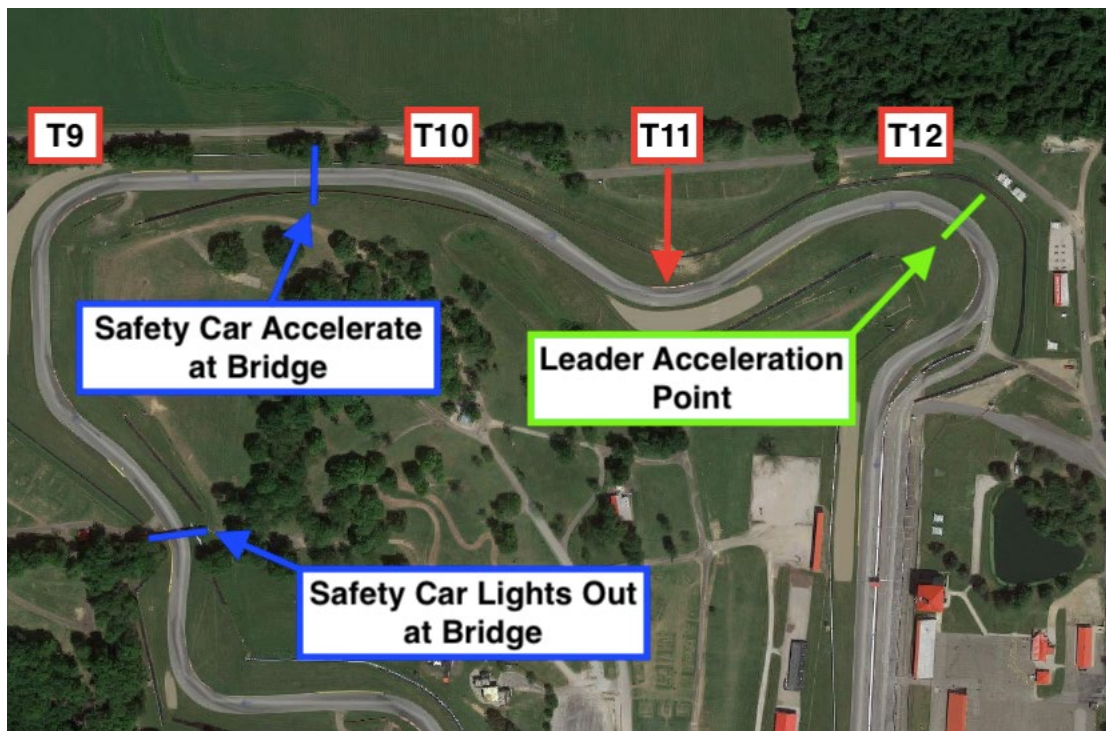 T9
T10
T11
T12
Safety Car Accelerate
at Bridge
Leader Acceleration
Point
Safety Car Lights Out
at Bridge